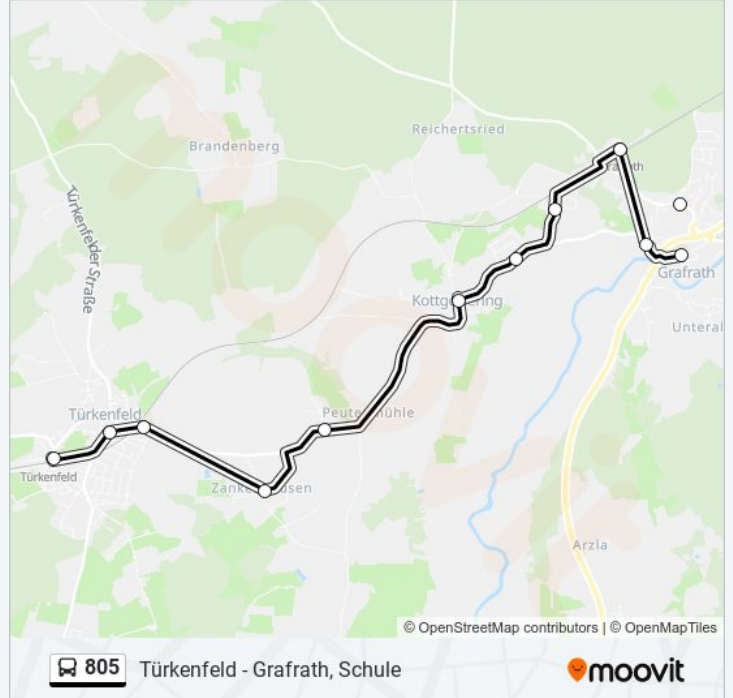 Reichertsried
Brandenberg
Türkenfelder Straße
Grafrath
Kottgeisering
Unteral
Türkenfeld
Peutenmühle
Türkenfeld
Zankenhausen
Arzla
© OpenStreetMap contributors | © OpenMapTiles
805 Türkenfeld - Grafrath, Schule
moovit